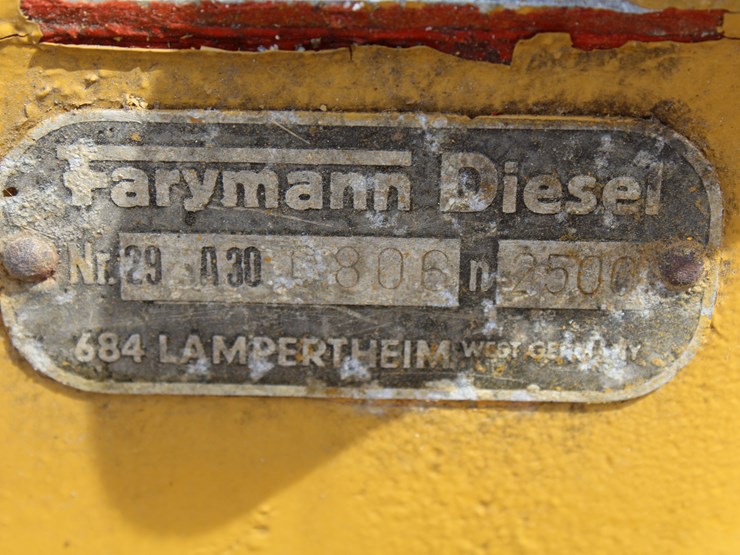 Farymann Diesel
Nr. 29 A30 806 n 2500
684 LAMPERTHEIM WEST GERMANY